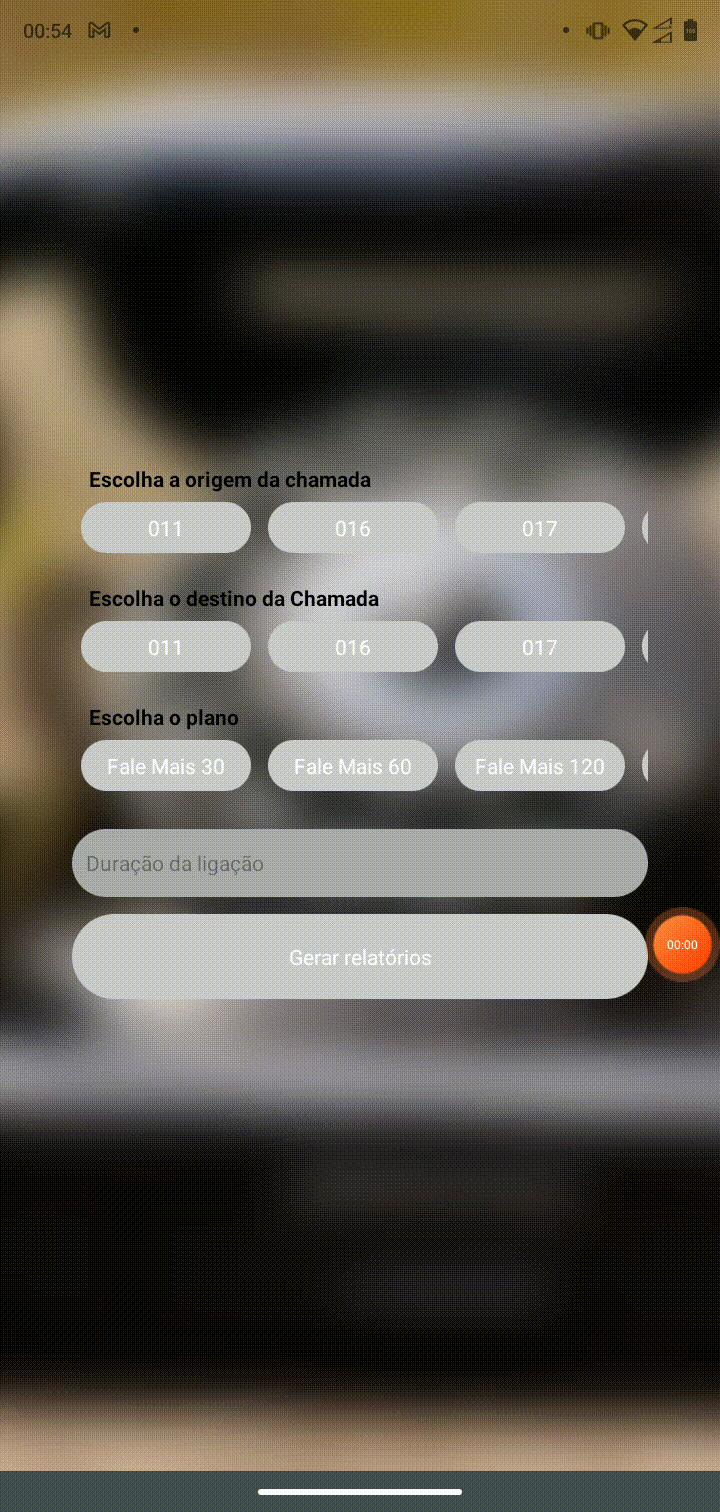 00:54
Escolha a origem da chamada
011 016 017
Escolha o destino da Chamada
011 016 017
Escolha o plano
Fale Mais 30 Fale Mais 60 Fale Mais 120
Duração da ligação
Gerar relatórios
00:00